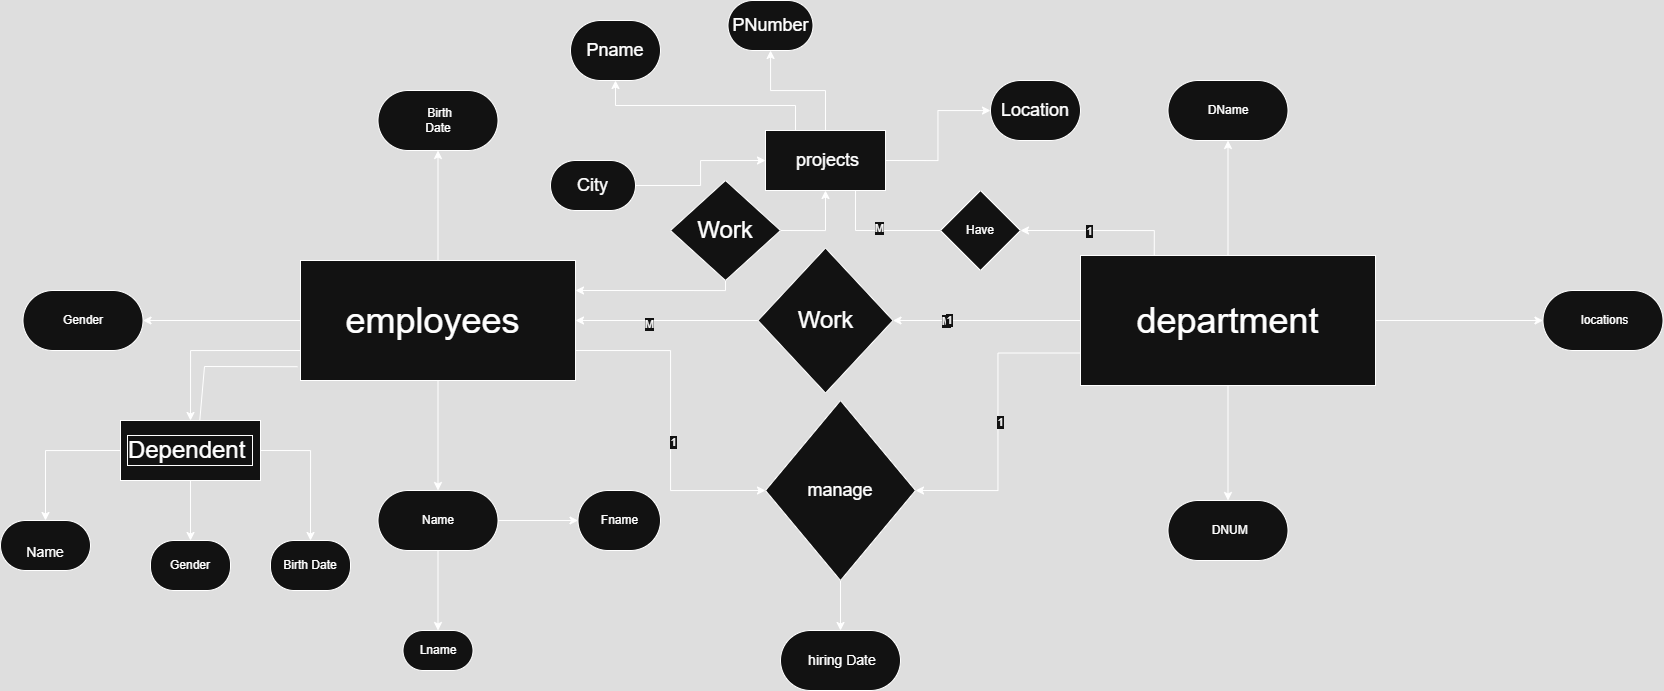 PNumber
Pname
Birth
Date
Location
DName
projects
City
Work
M
Have
1
employees
Gender
M
Work
1
department
locations
Dependent
1
1
manage
Name
Fname
DNUM
Name
Gender
Birth Date
Lname
hiring Date